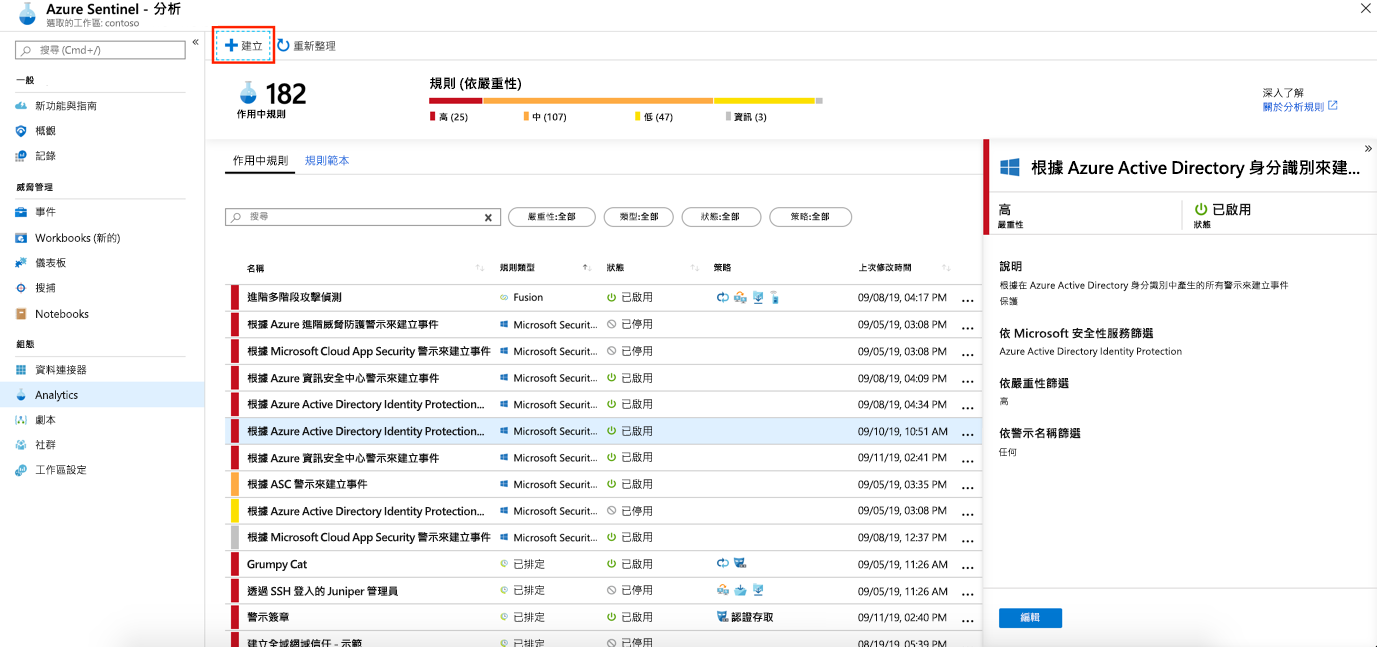 Azure Sentinel - 分析
選取的工作區: contoso
搜尋 (Cmd+/)
«
一般
新功能與指南
概觀
記錄
威脅管理
事件
Workbooks (新的)
儀表板
搜捕
Notebooks
組態
資料連接器
Analytics
劇本
社群
工作區設定
建立
重新整理
182
作用中規則
規則 (依嚴重性)
高 (25) 中 (107) 低 (47) 資訊 (3)
深入了解
關於分析規則
作用中規則 規則範本
搜尋 嚴重性:全部 類型:全部 狀態:全部 策略:全部
名稱 規則類型 狀態 策略 上次修改時間
進階多階段攻擊偵測 Fusion 已啟用 09/08/19, 04:17 PM ...
根據 Azure 進階威脅防護警示來建立事件 Microsoft Securit... 已停用 09/05/19, 03:08 PM ...
根據 Microsoft Cloud App Security 警示來建立事件 Microsoft Securit... 已停用 09/05/19, 03:08 PM ...
根據 Azure 資訊安全中心警示來建立事件 Microsoft Securit... 已啟用 09/08/19, 04:09 PM ...
根據 Azure Active Directory Identity Protection... Microsoft Securit... 已啟用 09/08/19, 04:34 PM ...
根據 Azure Active Directory Identity Protection... Microsoft Securit... 已啟用 09/10/19, 10:51 AM ...
根據 Azure 資訊安全中心警示來建立事件 Microsoft Securit... 已啟用 09/11/19, 02:41 PM ...
根據 ASC 警示來建立事件 Microsoft Securit... 已啟用 09/05/19, 03:35 PM ...
根據 Azure Active Directory Identity Protection... Microsoft Securit... 已停用 09/05/19, 03:08 PM ...
根據 Microsoft Cloud App Security 警示來建立事件 Microsoft Securit... 已啟用 09/08/19, 12:37 PM ...
Grumpy Cat 已排定 已啟用 09/05/19, 11:26 AM ...
透過 SSH 登入的 Juniper 管理員 已排定 已停用 09/05/19, 11:26 AM ...
警示簽章 已排定 已啟用 認證存取 09/11/19, 02:40 PM ...
建立全域網域信任 - 示範 已排定 已停用 08/19/19, 05:39 PM
»
根據 Azure Active Directory 身分識別來建...
高
嚴重性
已啟用
狀態
說明
根據在 Azure Active Directory 身分識別中產生的所有警示來建立事件
保護
依 Microsoft 安全性服務篩選
Azure Active Directory Identity Protection
依嚴重性篩選
高
依警示名稱篩選
任何
編輯